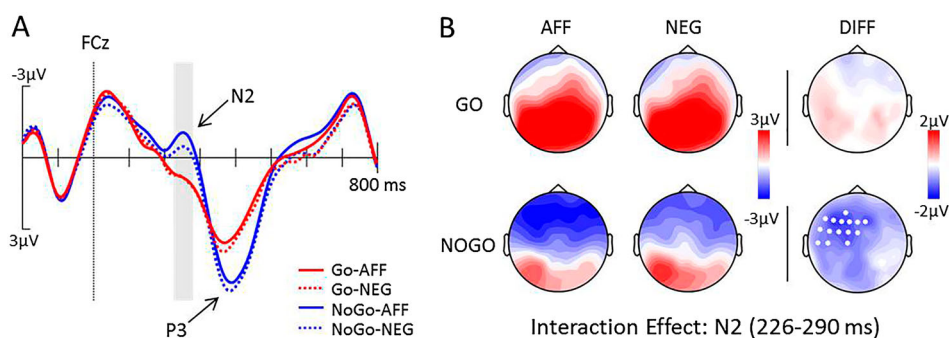 A
FCz
-3µV
N2
800 ms
3µV
Go-AFF
Go-NEG
NoGo-AFF
NoGo-NEG
P3
B
AFF NEG DIFF
GO
3µV
2µV
-3µV
-2µV
NOGO
Interaction Effect: N2 (226-290 ms)